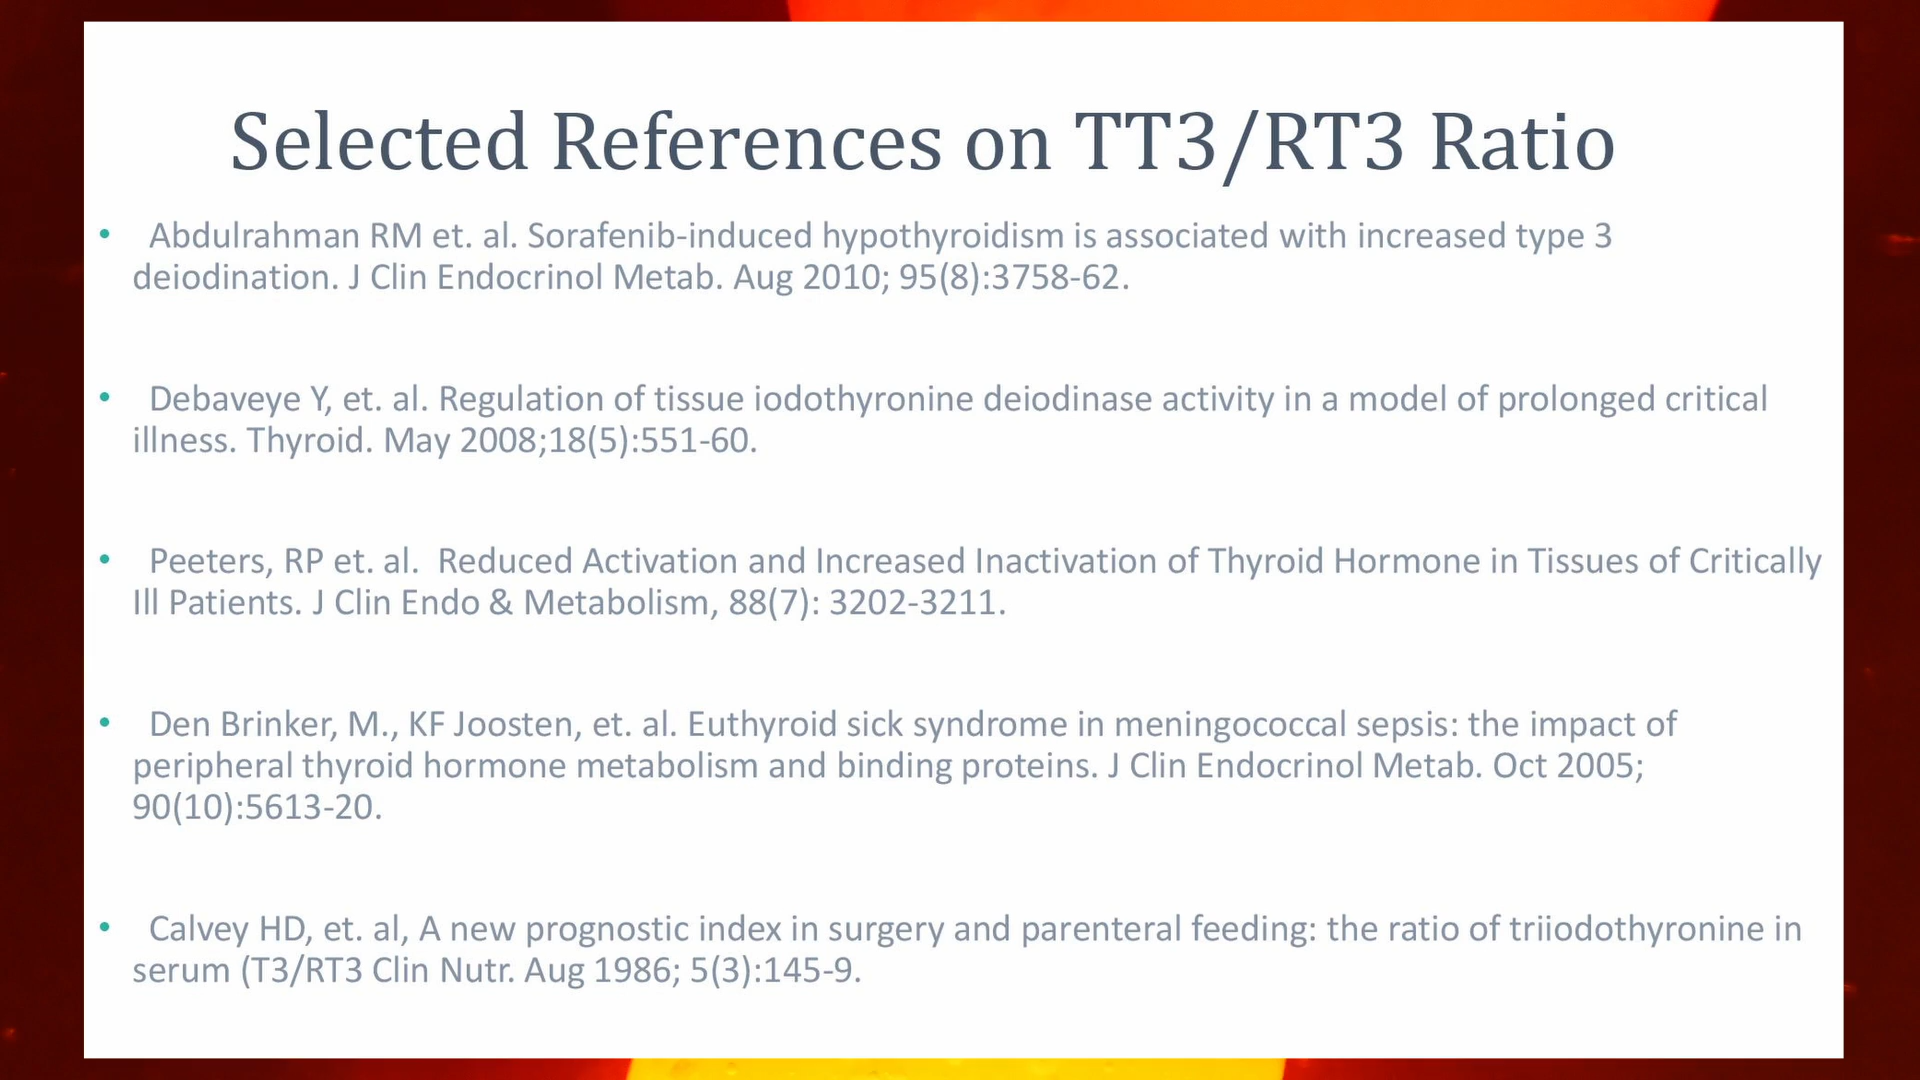 Selected References on TT3/RT3 Ratio
• Abdulrahman RM et. al. Sorafenib-induced hypothyroidism is associated with increased type 3
deiodination. J Clin Endocrinol Metab. Aug 2010; 95(8):3758-62.
• Debaveye Y, et. al. Regulation of tissue iodothyronine deiodinase activity in a model of prolonged critical
illness. Thyroid. May 2008;18(5):551-60.
• Peeters, RP et. al.  Reduced Activation and Increased Inactivation of Thyroid Hormone in Tissues of Critically
Ill Patients. J Clin Endo & Metabolism, 88(7): 3202-3211.
• Den Brinker, M., KF Joosten, et. al. Euthyroid sick syndrome in meningococcal sepsis: the impact of
peripheral thyroid hormone metabolism and binding proteins. J Clin Endocrinol Metab. Oct 2005;
90(10):5613-20.
• Calvey HD, et. al, A new prognostic index in surgery and parenteral feeding: the ratio of triiodothyronine in
serum (T3/RT3 Clin Nutr. Aug 1986; 5(3):145-9.